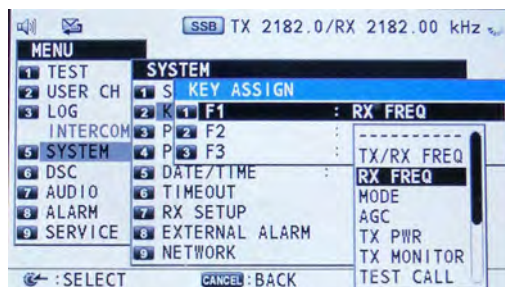 SSB TX 2182.0/RX 2182.00 kHz
MENU
1 TEST
2 USER CH
3 LOG
INTERCOM
5 SYSTEM
6 DSC
7 AUDIO
8 ALARM
9 SERVICE
SYSTEM
1 S
2 K
3 P
4 P
5 DATE/TIME :
6 TIMEOUT
7 RX SETUP
8 EXTERNAL ALARM
9 NETWORK
KEY ASSIGN
1 F1 : RX FREQ
2 F2 :
3 F3 :
----------
TX/RX FREQ
RX FREQ
MODE
AGC
TX PWR
TX MONITOR
TEST CALL
:SELECT
CANCEL :BACK